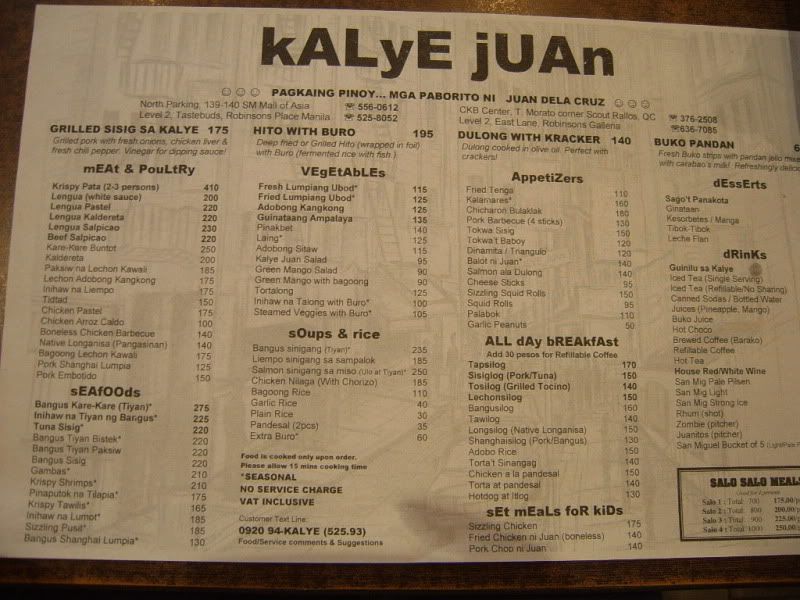 kALyE jUAn
☺☺☺ PAGKAING PINOY... MGA PABORITO NI JUAN DELA CRUZ ☺☺☺
North Parking, 139-140 SM Mall of Asia ☏ 556-0612
Level 2, Tastebuds, Robinsons Place Manila ☏ 525-8052
CKB Center, T. Morato corner Scout Rallos, QC ☏ 376-2508
Level 2, East Lane, Robinsons Galleria ☏636-7085
GRILLED SISIG SA KALYE 175
Grilled pork with fresh onions, chicken liver &
fresh chili pepper. Vinegar for dipping sauce!
mEAt & PouLtRy
Krispy Pata (2-3 persons) 410
Lengua (white sauce) 200
Lengua Pastel 220
Lengua Kaldereta 220
Lengua Salpicao 230
Beef Salpicao 220
Kare-Kare Buntot 250
Kaldereta 200
Paksiw na Lechon Kawali 185
Lechon Adobong Kangkong 175
Inihaw na Liempo 175
Tidtad 150
Chicken Pastel 175
Chicken Arroz Caldo 100
Boneless Chicken Barbecue 140
Native Longanisa (Pangasinan) 140
Bagoong Lechon Kawali 175
Pork Shanghai Lumpia 125
Pork Embotido 150
sEAfOOds
Bangus Kare-Kare (Tiyan)* 275
Inihaw na Tiyan ng Bangus* 225
Tuna Sisig* 220
Bangus Tiyan Bistek* 220
Bangus Tiyan Paksiw 220
Bangus Sisig 220
Gambas* 210
Krispy Shrimps* 210
Pinaputok na Tilapia* 175
Krispy Tawilis* 165
Inihaw na Lumot* 185
Sizzling Pusit* 185
Bangus Shanghai Lumpia* 130
HITO WITH BURO 195
Deep fried or Grilled Hito (wrapped in foil)
with Buro (fermented rice with fish )
VEgEtAbLEs
Fresh Lumpiang Ubod* 115
Fried Lumpiang Ubod* 125
Adobong Kangkong 125
Guinataang Ampalaya 135
Pinakbet 140
Laing* 125
Adobong Sitaw 115
Kalye Juan Salad 95
Green Mango Salad 90
Green Mango with bagoong 90
Tortalong 125
Inihaw na Talong with Buro* 100
Steamed Veggies with Buro* 105
sOups & rice
Bangus sinigang (Tiyan)* 235
Liempo sinigang sa sampalok 185
Salmon sinigang sa miso (Ulo at Tiyan)* 250
Chicken Nilaga (With Chorizo) 185
Bagoong Rice 110
Garlic Rice 40
Plain Rice 30
Pandesal (2pcs) 35
Extra Buro* 60
Food is cooked only upon order.
Please allow 15 mins cooking time
*SEASONAL
NO SERVICE CHARGE
VAT INCLUSIVE
Customer Text Line:
0920 94-KALYE (525.93)
Food/Service comments & Suggestions
DULONG WITH KRACKER 140
Dulong cooked in olive oil. Perfect with
crackers!
AppetiZers
Fried Tenga 110
Kalamares* 160
Chicharon Bulaklak 180
Pork Barbecue (4 sticks) 130
Tokwa Sisig 150
Tokwa't Baboy 120
Dinamita / Triangulo 120
Balot ni Juan* 140
Salmon ala Dulong 140
Cheese Sticks 95
Sizzling Squid Rolls 150
Squid Rolls 95
Palabok 110
Garlic Peanuts 50
ALL dAy bREAkfAst
Add 30 pesos for Refillable Coffee
Tapsilog 170
Sisiglog (Pork/Tuna) 150
Tosilog (Grilled Tocino) 140
Lechonsilog 150
Bangusilog 160
Tawilog 140
Longsilog (Native Longanisa) 150
Shanghaisilog (Pork/Bangus) 130
Adobo Rice 150
Torta't Sinangag 140
Chicken a la pandesal 150
Torta at pandesal 140
Hotdog at Itlog 130
sEt mEaLs foR kiDs
Sizzling Chicken 175
Fried Chicken ni Juan (boneless) 140
Pork Chop ni Juan 140
BUKO PANDAN
Fresh Buko strips with pandan jello mixed
with carabao's milk! Refreshingly
dEssErts
Sago't Panakota
Ginataan
Kesorbetes / Manga
Tibok-Tibok
Leche Flan
dRinKs
Guinilu sa Kalye
Iced Tea (Single Serving)
Iced Tea (Refillable/No Sharing)
Canned Sodas / Bottled Water
Juices (Pineapple, Mango)
Buko Juice
Hot Choco
Brewed Coffee (Barako)
Refillable Coffee
Hot Tea
House Red/White Wine
San Mig Pale Pilsen
San Mig Light
San Mig Strong Ice
Rhum (shot)
Zombie (pitcher)
Juanitos (pitcher)
San Miguel Bucket of 5
SALO SALO MEALS
Good for 4 persons
Salo 1 : Total: 700 175.00/p
Salo 2 : Total: 800 200.00/p
Salo 3 : Total: 900 225.00/p
Salo 4 : Total: 1000 250.00/